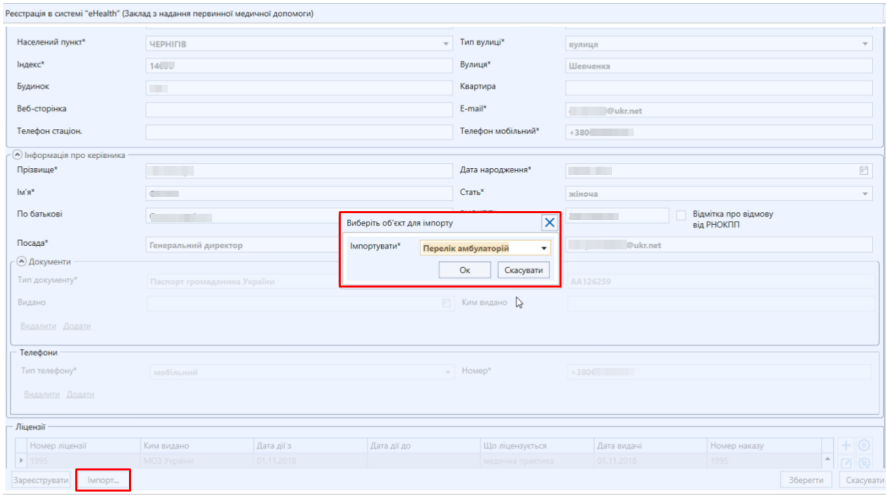 Реєстрація в системі "eHealth" (Заклад з надання первинної медичної допомоги)
Населений пункт* ЧЕРНІГІВ Тип вулиці* вулиця
Індекс* Вулиця* Шевченка
Будинок Квартира
Веб-сторінка E-mail* @ukr.net
Телефон стаціон. Телефон мобільний* +380
Інформація про керівника
Прізвище* Дата народження*
Ім'я* Стать* жіноча
По батькові Відмітка про відмову
від РНОКПП
Посада* Генеральний директор @ukr.net
Виберіть об'єкт для імпорту
Імпортувати* Перелік амбулаторій
Ок Скасувати
Документи
Тип документу* Паспорт громадянина України АА126259
Видано Ким видано
Видалити Додати
Телефони
Тип телефону* мобільний Номер* +380
Видалити Додати
Ліцензії
Номер ліцензії Ким видано Дата дії з Дата дії до Що ліцензується Дата видачі Номер наказу
1395 МОЗ України 01.11.2018 медична практика 01.11.2018 1395
Зареєструвати Імпорт... Зберегти Скасувати